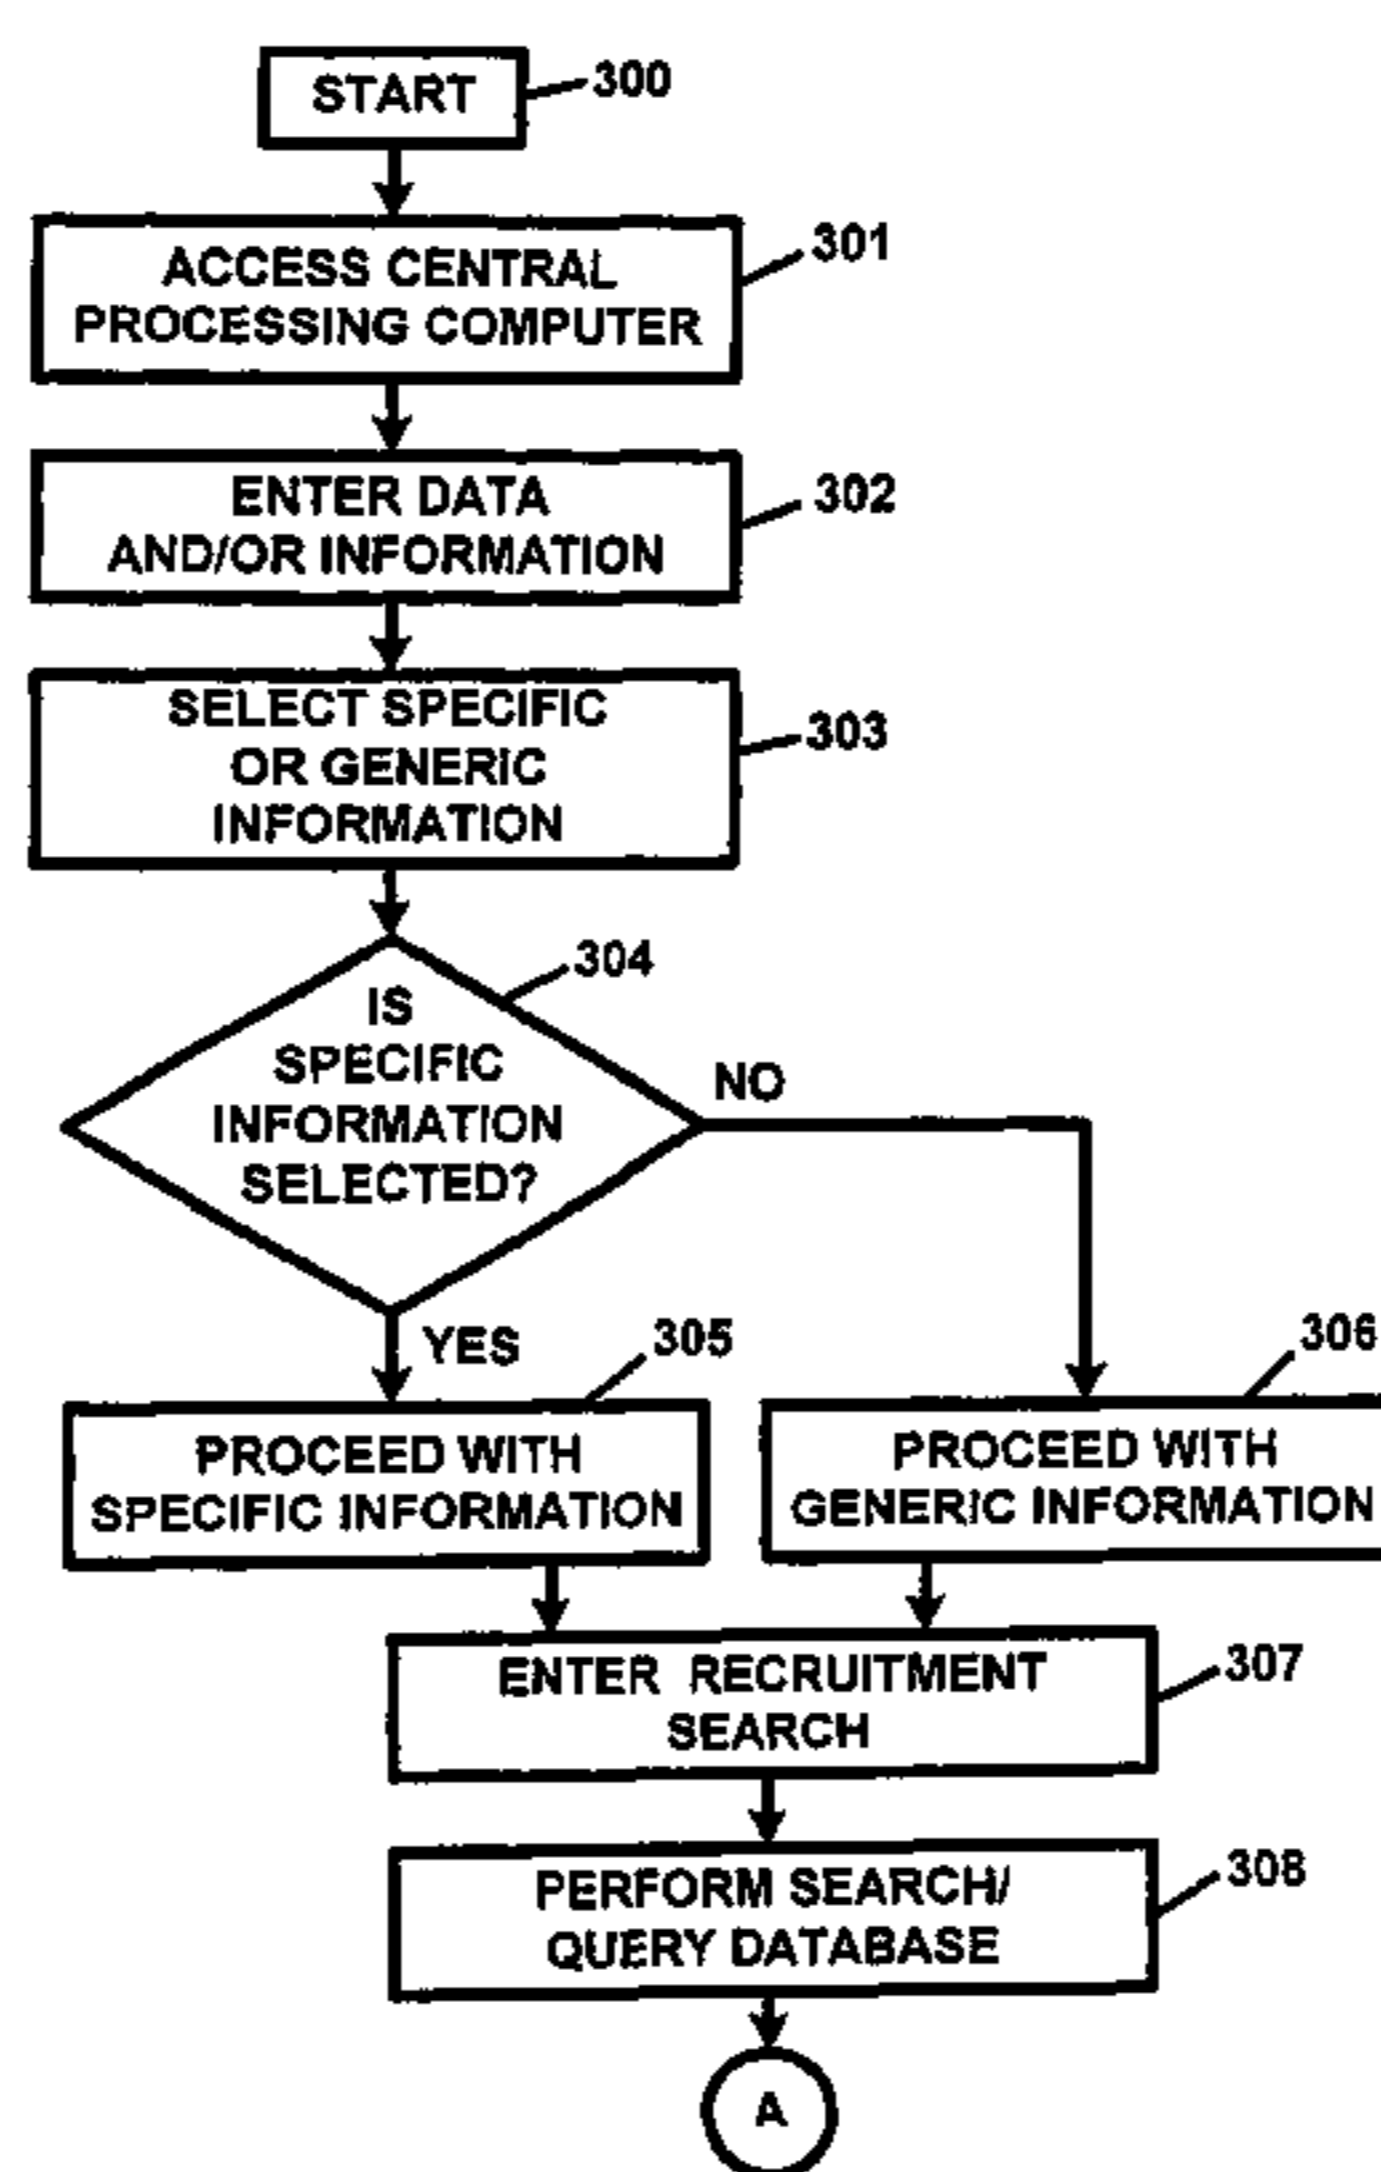 START
300
ACCESS CENTRAL
PROCESSING COMPUTER
301
ENTER DATA
AND/OR INFORMATION
302
SELECT SPECIFIC
OR GENERIC
INFORMATION
303
304
IS
SPECIFIC
INFORMATION
SELECTED?
NO
YES
305
306
PROCEED WITH
SPECIFIC INFORMATION
PROCEED WITH
GENERIC INFORMATION
ENTER RECRUITMENT
SEARCH
307
PERFORM SEARCH/
QUERY DATABASE
308
A